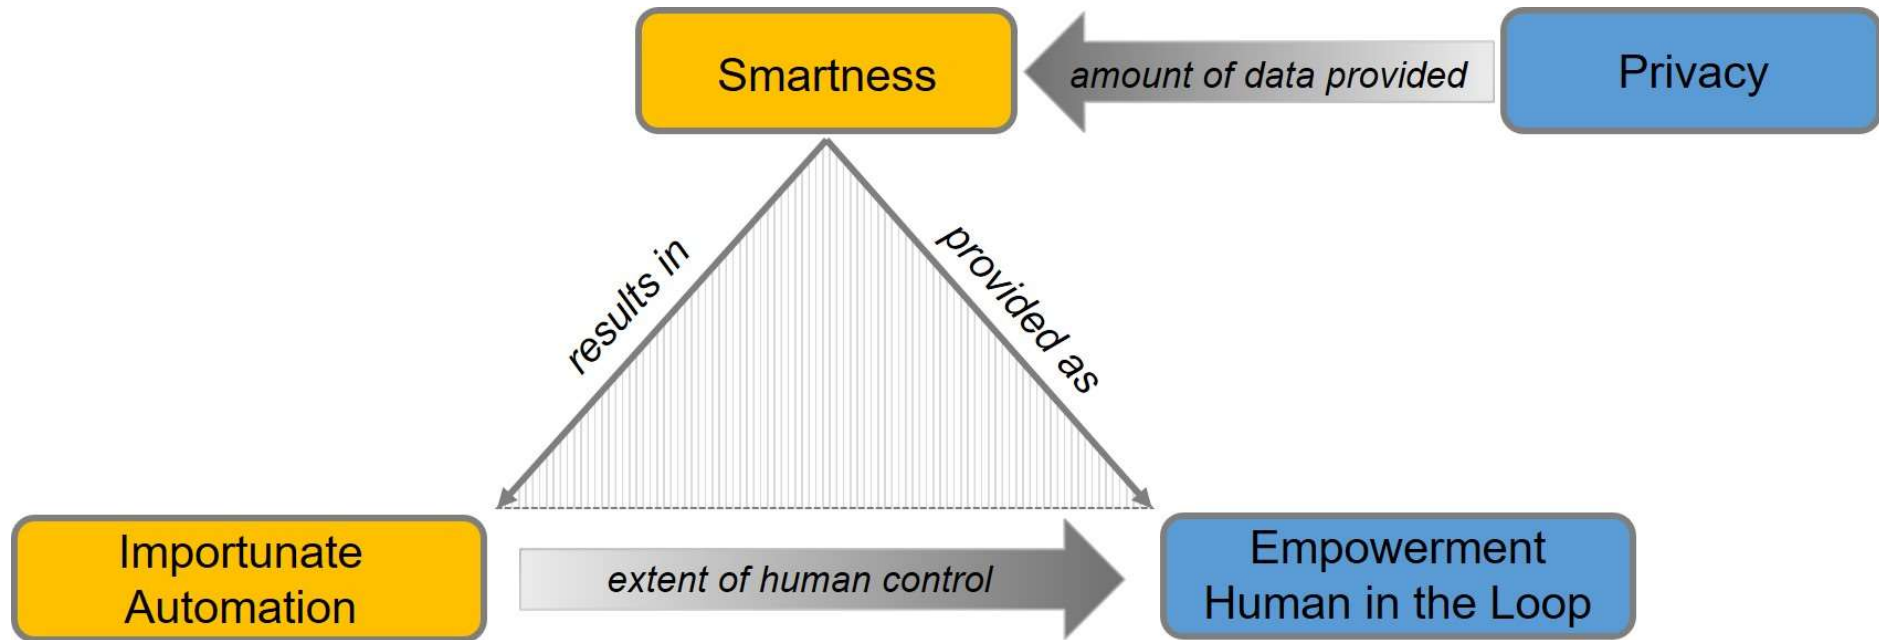 Smartness
amount of data provided
Privacy
results in
provided as
Importunate
Automation
extent of human control
Empowerment
Human in the Loop